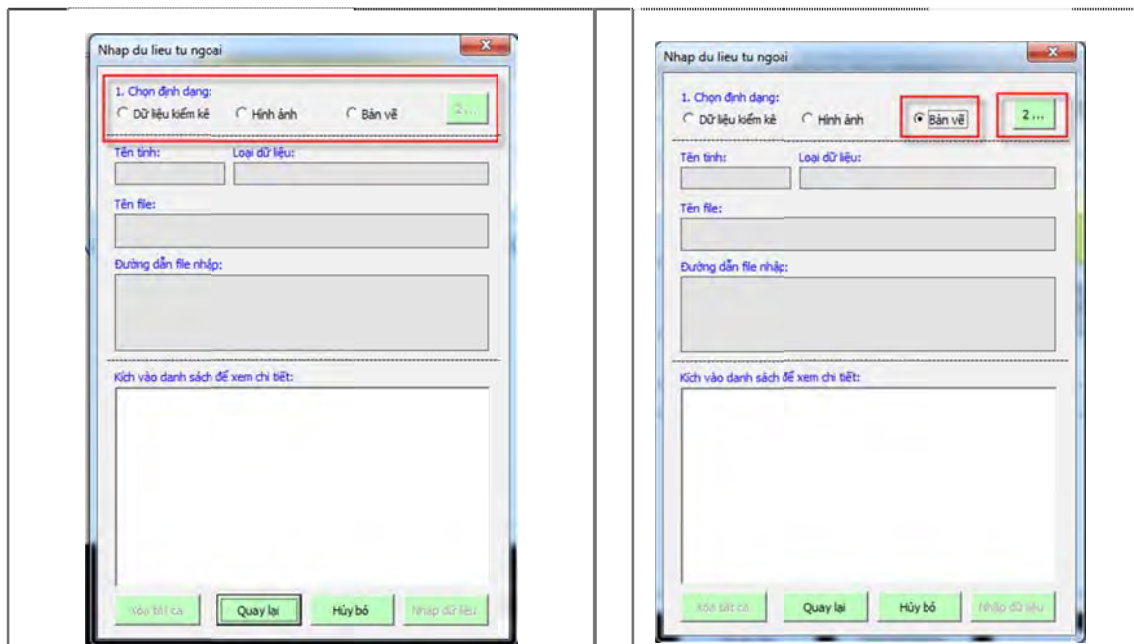 Nhap du lieu tu ngoai
1. Chọn định dạng:
Dữ liệu kiểm kê Hình ảnh Bản vẽ 2...
Tên tỉnh: Loại dữ liệu:
Tên file:
Đường dẫn file nhập:
Kích vào danh sách để xem chi tiết:
Xóa tất cả Quay lại Hủy bỏ Nhập dữ liệu
Nhap du lieu tu ngoai
1. Chọn định dạng:
Dữ liệu kiểm kê Hình ảnh Bản vẽ 2...
Tên tỉnh: Loại dữ liệu:
Tên file:
Đường dẫn file nhập:
Kích vào danh sách để xem chi tiết:
Xóa tất cả Quay lại Hủy bỏ Nhập dữ liệu